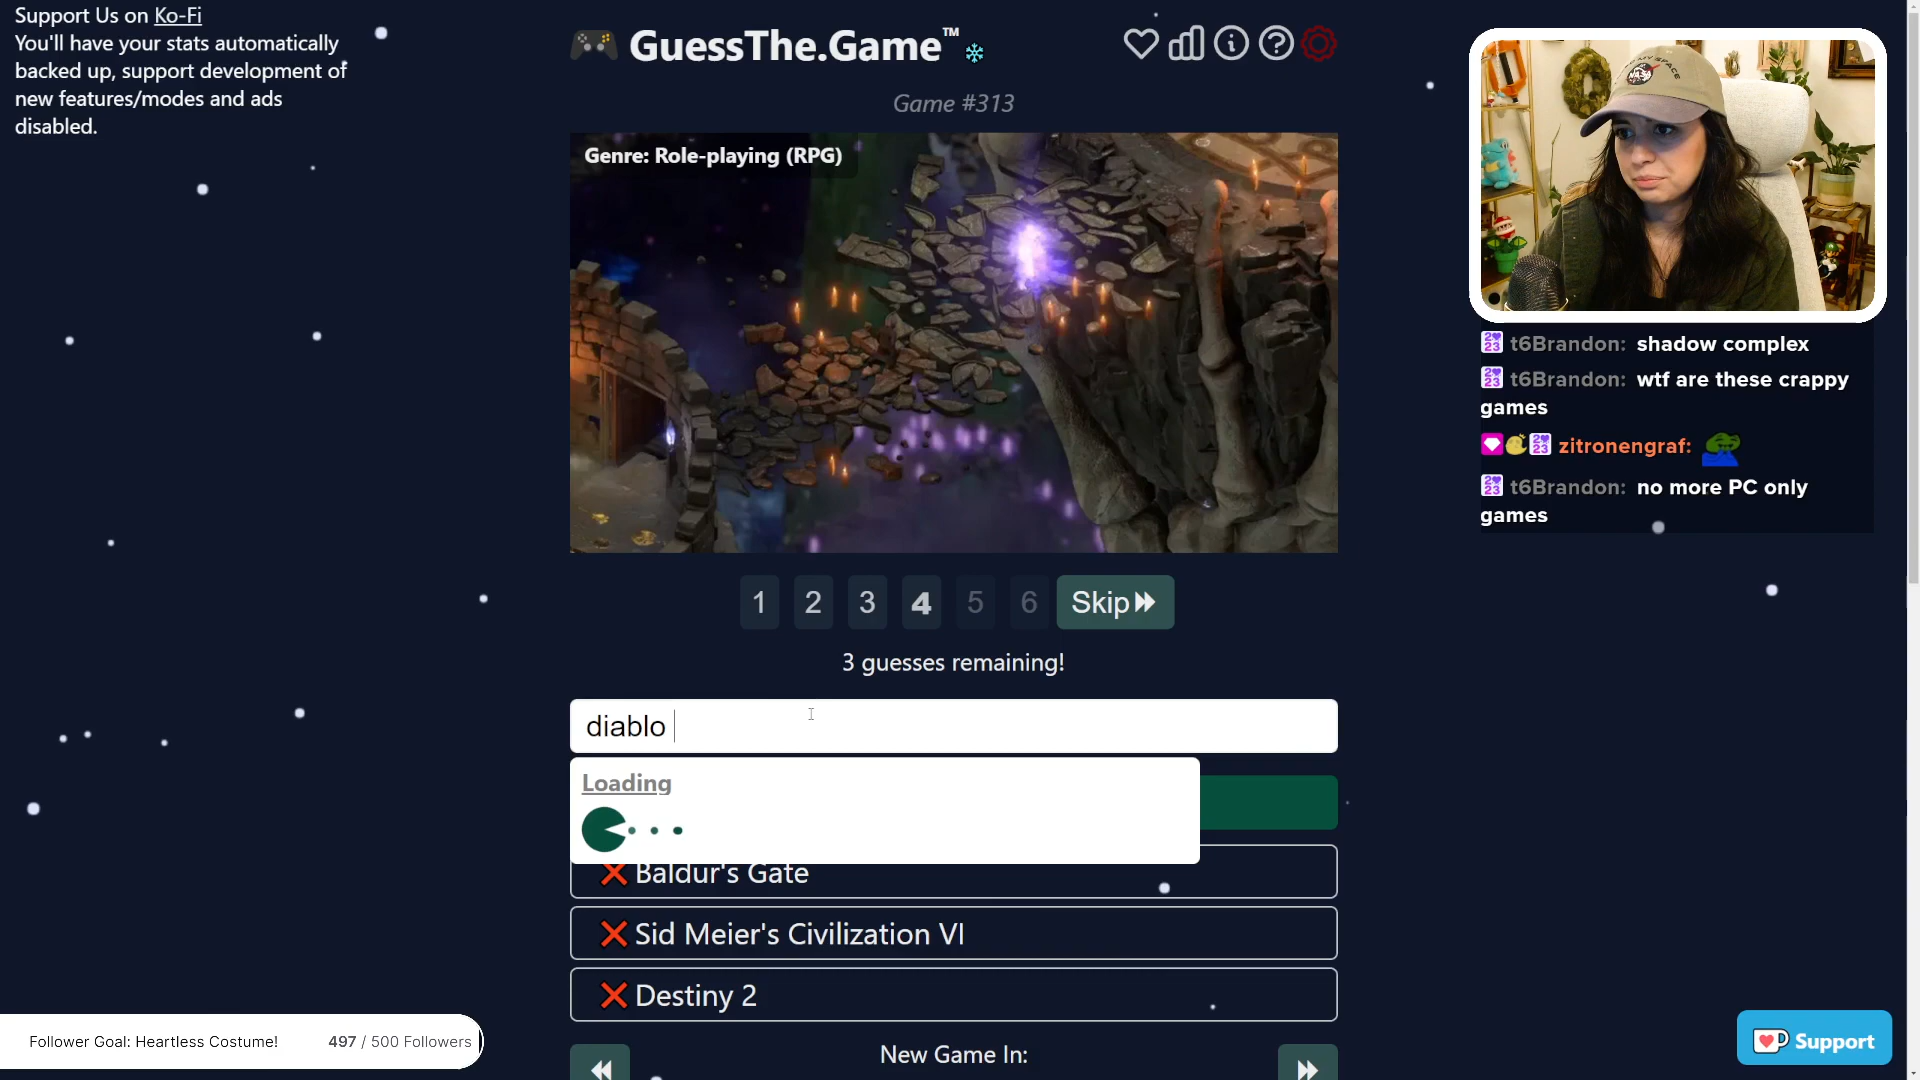 Support Us on Ko-Fi
You'll have your stats automatically
backed up, support development of
new features/modes and ads
disabled.
GuessThe.Game™
Game #313
Genre: Role-playing (RPG)
1 2 3 4 5 6 Skip
3 guesses remaining!
diablo
Loading
Baldur's Gate
Sid Meier's Civilization VI
Destiny 2
New Game In:
t6Brandon: shadow complex
t6Brandon: wtf are these crappy
games
zitronengraf:
t6Brandon: no more PC only
games
Follower Goal: Heartless Costume! 497 / 500 Followers
Support